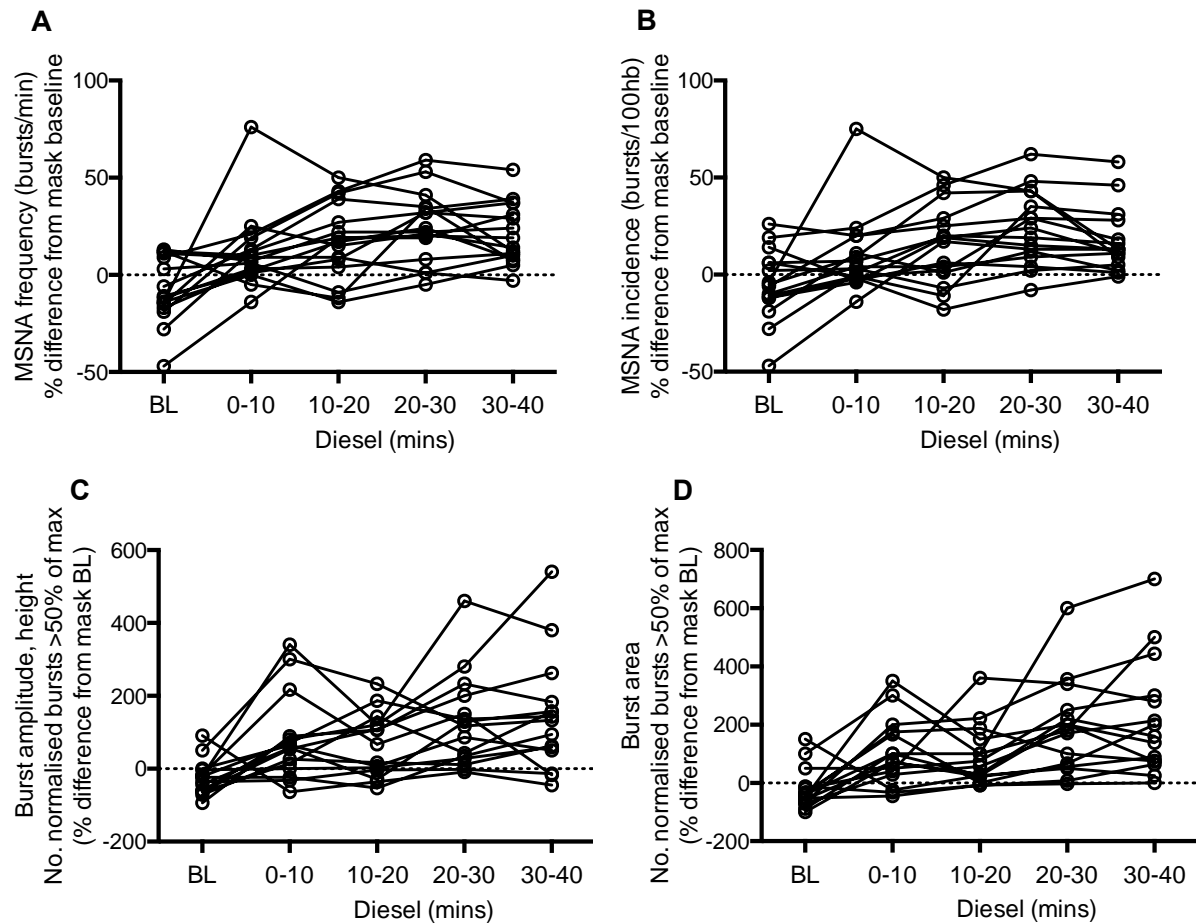 A
MSNA frequency (bursts/min)
% difference from mask baseline
100
50
0
-50
BL 0-10 10-20 20-30 30-40
Diesel (mins)
B
MSNA incidence (bursts/100hb)
% difference from mask baseline
100
50
0
-50
BL 0-10 10-20 20-30 30-40
Diesel (mins)
C
Burst amplitude, height
No. normalised bursts >50% of max
(% difference from mask BL)
600
400
200
0
-200
BL 0-10 10-20 20-30 30-40
Diesel (mins)
D
Burst area
No. normalised bursts >50% of max
(% difference from mask BL)
800
600
400
200
0
-200
BL 0-10 10-20 20-30 30-40
Diesel (mins)